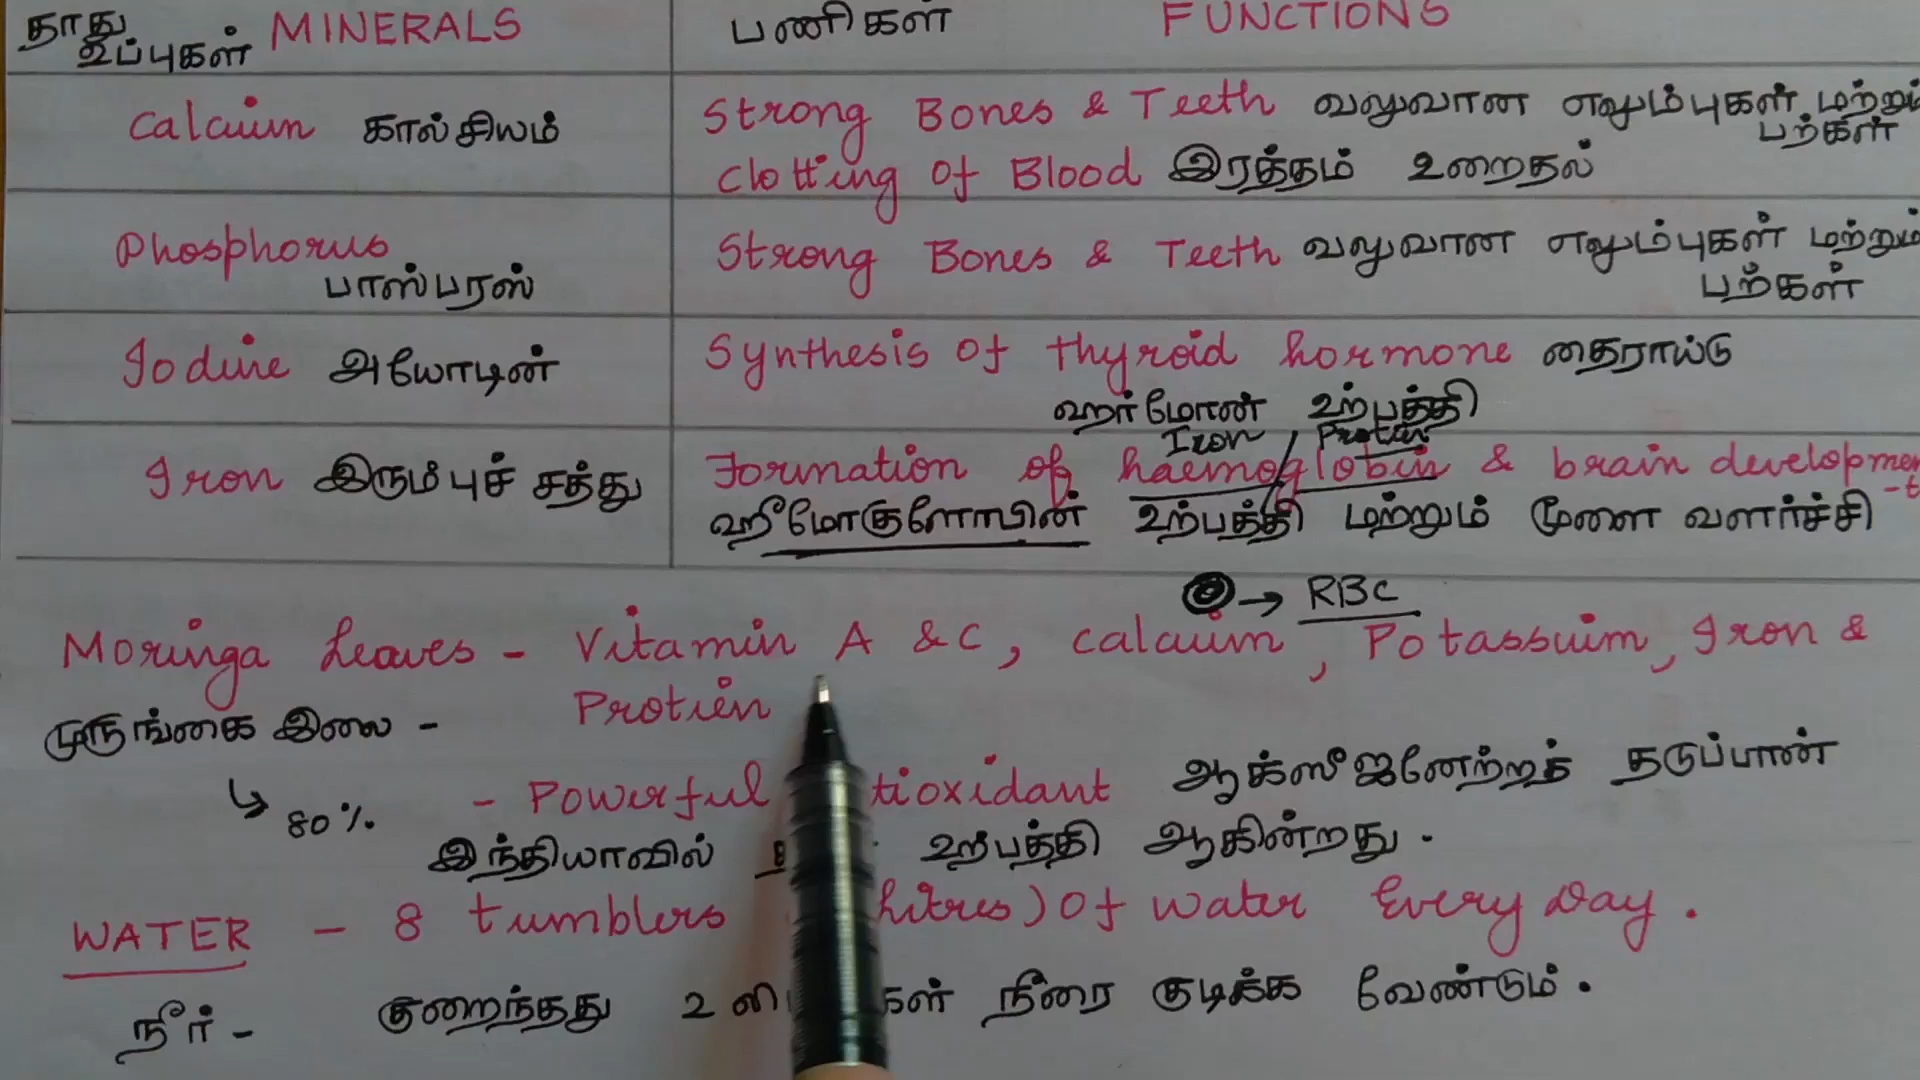 தாது உப்புகள் MINERALS பணிகள் FUNCTIONS
Calcium கால்சியம் Strong Bones & Teeth வலுவான எலும்புகள் மற்றும் பற்கள்
Clotting of Blood இரத்தம் உறைதல்
Phosphorus பாஸ்பரஸ் Strong Bones & Teeth வலுவான எலும்புகள் மற்றும் பற்கள்
Iodine அயோடின் Synthesis of thyroid hormone தைராய்டு
ஹார்மோன் உற்பத்தி
Iron / Protein
Iron இரும்புச் சத்து Formation of haemoglobin & brain development
ஹீமோகுளோபின் உற்பத்தி மற்றும் மூளை வளர்ச்சி
→ RBC
Moringa Leaves - Vitamin A & C, Calcium, Potassium, Iron &
Protien
முருங்கை இலை -
- Powerful tioxidant ஆக்ஸீஜனேற்றத் தடுப்பான்
↳ 80%
இந்தியாவில் உற்பத்தி ஆகின்றது.
WATER - 8 tumblers litres) of water Every Day.
நீர் - குறைந்தது 2 லி கள் நீரை குடிக்க வேண்டும்.